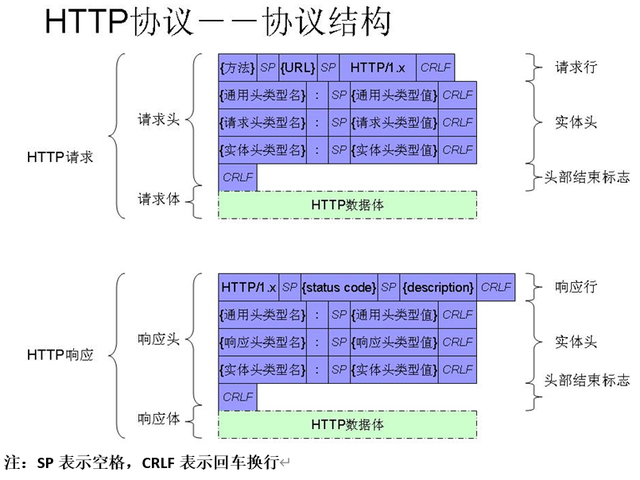 HTTP协议－－协议结构
{方法} SP {URL} SP HTTP/1.x CRLF 请求行
{通用头类型名} : SP {通用头类型值} CRLF
请求头 {请求头类型名} : SP {请求头类型值} CRLF 实体头
{实体头类型名} : SP {实体头类型值} CRLF
HTTP请求
CRLF 头部结束标志
请求体 HTTP数据体
HTTP/1.x SP {status code} SP {description} CRLF 响应行
{通用头类型名} : SP {通用头类型值} CRLF
响应头 {响应头类型名} : SP {响应头类型值} CRLF 实体头
HTTP响应
{实体头类型名} : SP {实体头类型值} CRLF
CRLF 头部结束标志
响应体 HTTP数据体
注：SP 表示空格，CRLF 表示回车换行↵